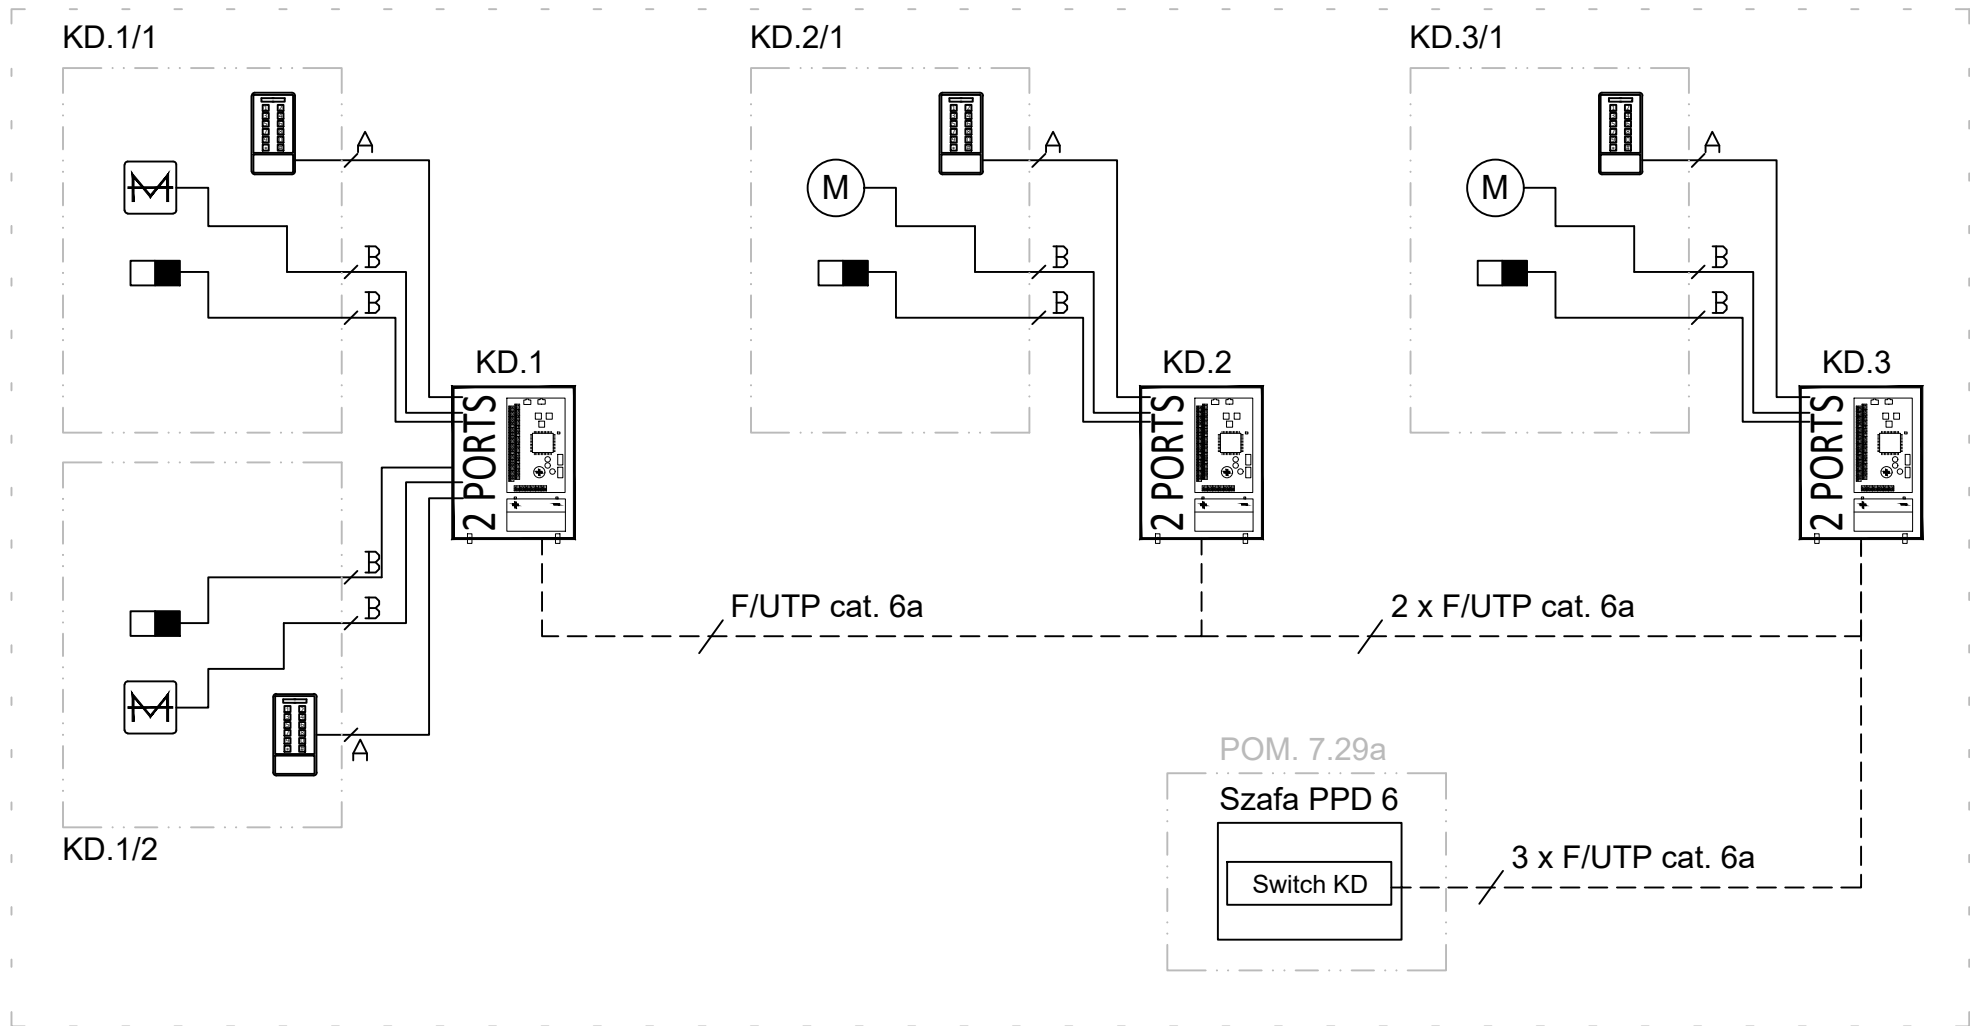 KD.1/1
KD.2/1
KD.3/1
A
A
A
M
M
M
B
B
B
B
B
B
KD.1
KD.2
KD.3
2 PORTS
2 PORTS
2 PORTS
B
B
F/UTP cat. 6a
2 x F/UTP cat. 6a
M
A
POM. 7.29a
Szafa PPD 6
KD.1/2
3 x F/UTP cat. 6a
Switch KD